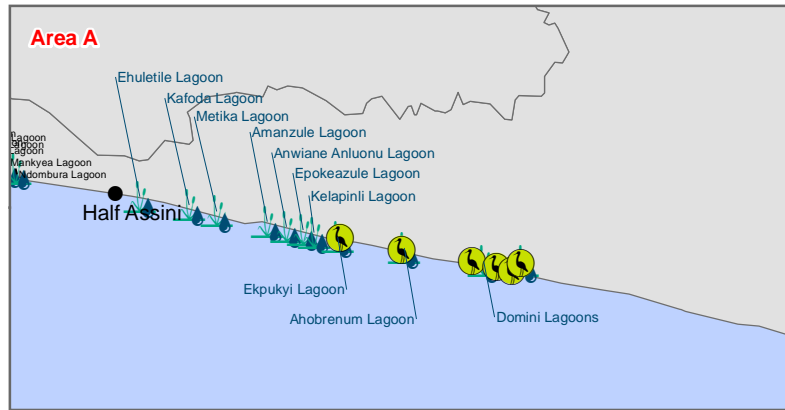 Area A
Ehuletile Lagoon
Kafoda Lagoon
Metika Lagoon
Amanzule Lagoon
Anwiane Anluonu Lagoon
Epokeazule Lagoon
Kelapinli Lagoon
Lagoon
Lagoon
Lagoon
Mankyea Lagoon
Ndombura Lagoon
Half Assini
Ekpukyi Lagoon
Ahobrenum Lagoon
Domini Lagoons